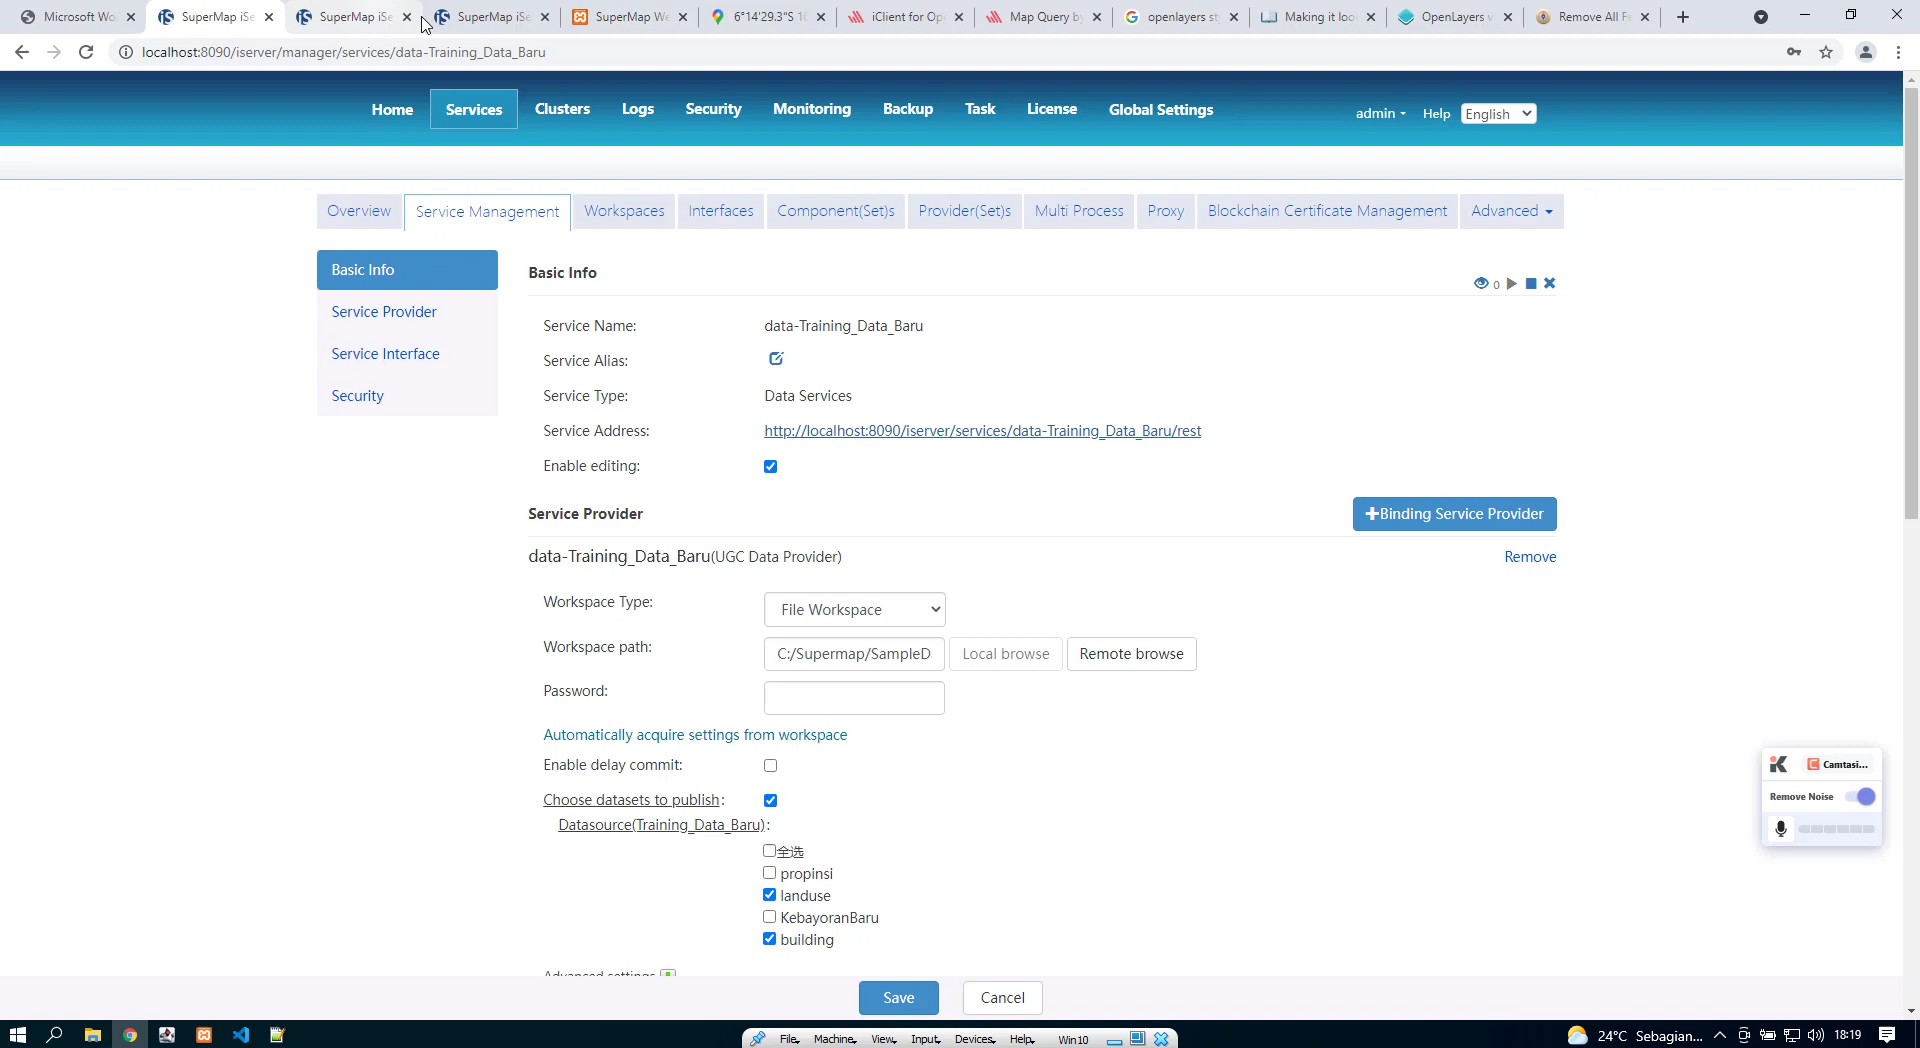 Microsoft Wo
SuperMap iSe
SuperMap iSe
SuperMap iSe
SuperMap We
6°14'29.3"S 10
iClient for Op
Map Query by
openlayers st
Making it loo
OpenLayers v
Remove All Fe
localhost:8090/iserver/manager/services/data-Training_Data_Baru
Home
Services
Clusters
Logs
Security
Monitoring
Backup
Task
License
Global Settings
admin
Help
English
Overview
Service Management
Workspaces
Interfaces
Component(Set)s
Provider(Set)s
Multi Process
Proxy
Blockchain Certificate Management
Advanced
Basic Info
Service Provider
Service Interface
Security
Basic Info
0
Service Name: data-Training_Data_Baru
Service Alias:
Service Type: Data Services
Service Address: http://localhost:8090/iserver/services/data-Training_Data_Baru/rest
Enable editing:
Service Provider
+Binding Service Provider
data-Training_Data_Baru(UGC Data Provider)
Remove
Workspace Type: File Workspace
Workspace path: C:/Supermap/SampleD Local browse Remote browse
Password:
Automatically acquire settings from workspace
Enable delay commit:
Choose datasets to publish:
Datasource(Training_Data_Baru):
全选
propinsi
landuse
KebayoranBaru
building
Advanced settings
Save
Cancel
Camtasi...
Remove Noise
File
Machine
View
Input
Devices
Help
Win10
24°C Sebagian...
18:19